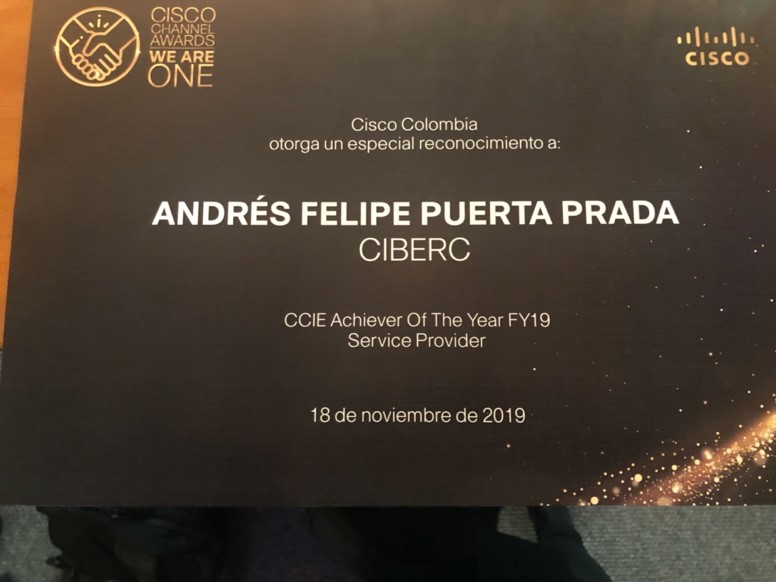 CISCO
CHANNEL
AWARDS
WE ARE
ONE
CISCO
Cisco Colombia
otorga un especial reconocimiento a:
ANDRÉS FELIPE PUERTA PRADA
CIBERC
CCIE Achiever Of The Year FY19
Service Provider
18 de noviembre de 2019